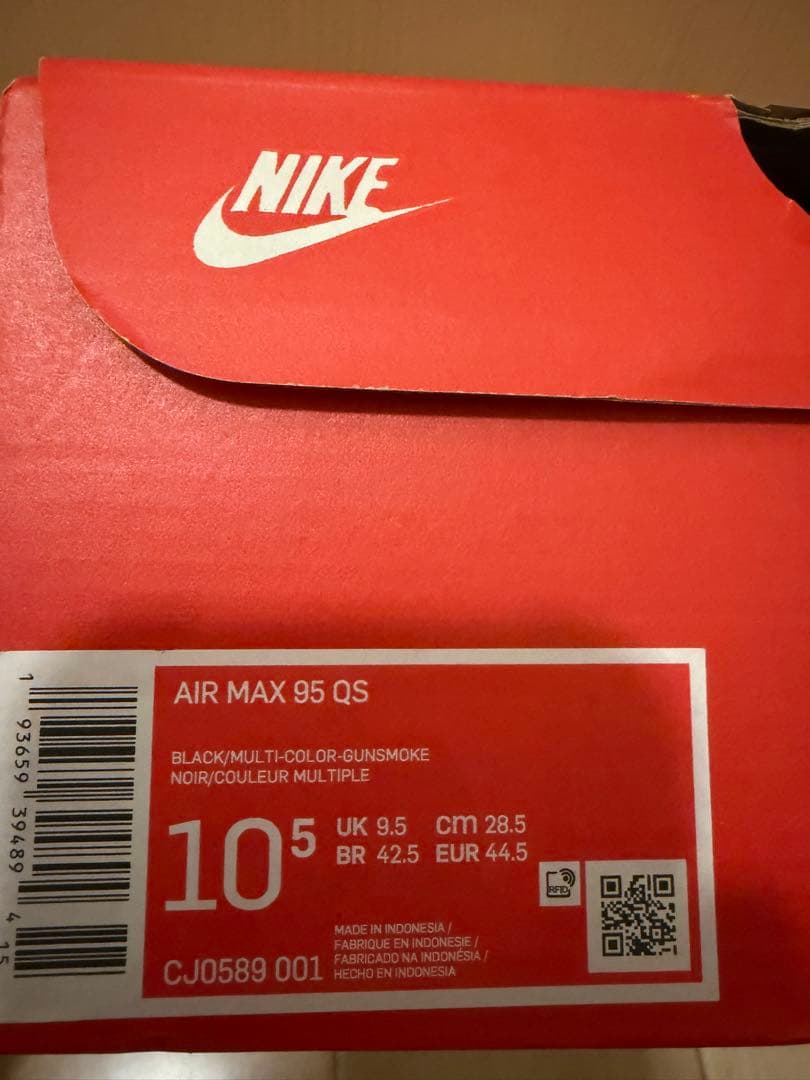 NIKE
AIR MAX 95 QS
BLACK/MULTI-COLOR-GUNSMOKE
NOIR/COULEUR MULTIPLE
10⁵
UK 9.5 cm 28.5
BR 42.5 EUR 44.5
RFID
MADE IN INDONESIA /
FABRIQUE EN INDONESIE /
FABRICADO NA INDONÉSIA /
HECHO EN INDONESIA
CJ0589 001
1 93659 39489 4 15